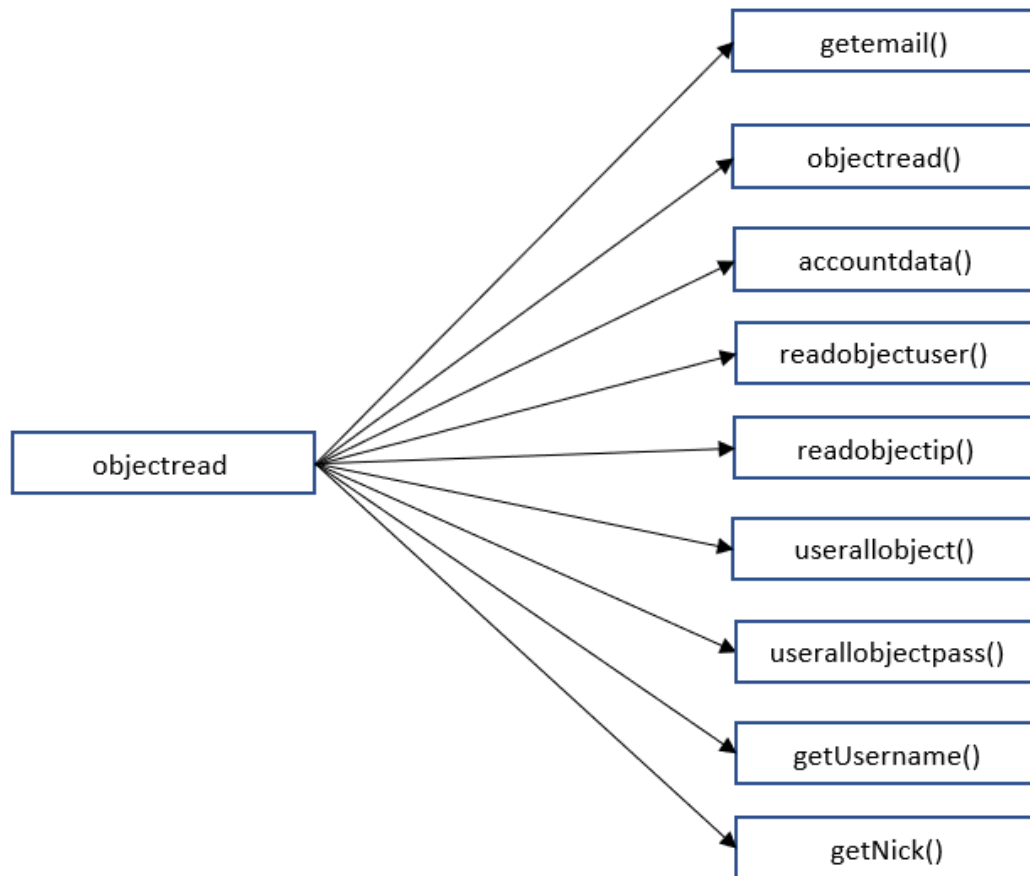 getemail()
objectread()
accountdata()
readobjectuser()
objectread
readobjectip()
userallobject()
userallobjectpass()
getUsername()
getNick()